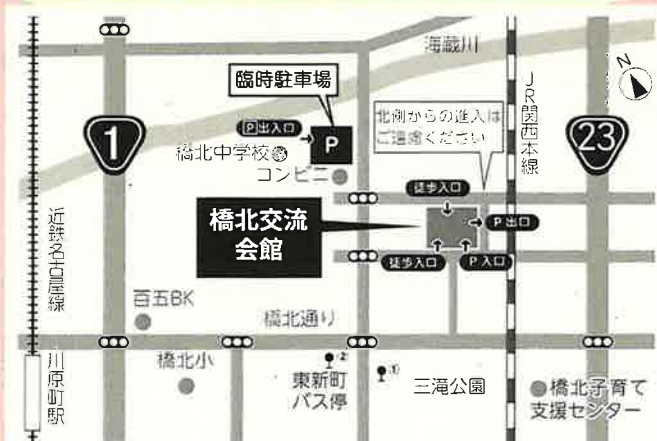 海蔵川
N
臨時駐車場
P出入口
P
1
23
JR関西本線
北側からの進入は
ご遠慮ください
橋北中学校
コンビニ
徒歩入口
橋北交流
会館
P出口
徒歩入口
P入口
近鉄名古屋線
百五BK
橋北通り
川原町駅
橋北小
②
東新町
バス停
①
三滝公園
橋北子育て
支援センター